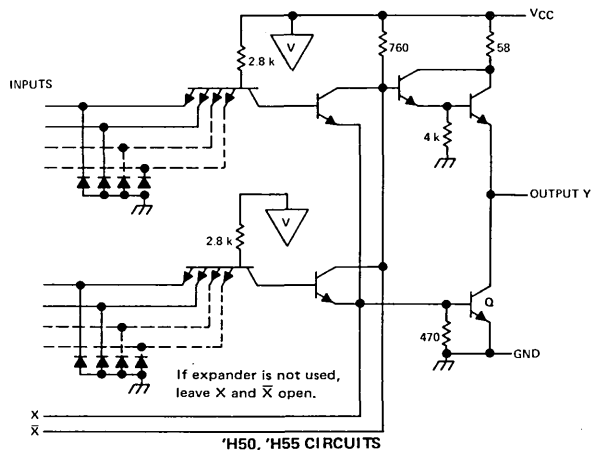 VCC
V
760
58
2.8 k
INPUTS
4 k
OUTPUT Y
V
2.8 k
Q
470
GND
If expander is not used,
leave X and X̅ open.
X
X̅
'H50, 'H55 CIRCUITS